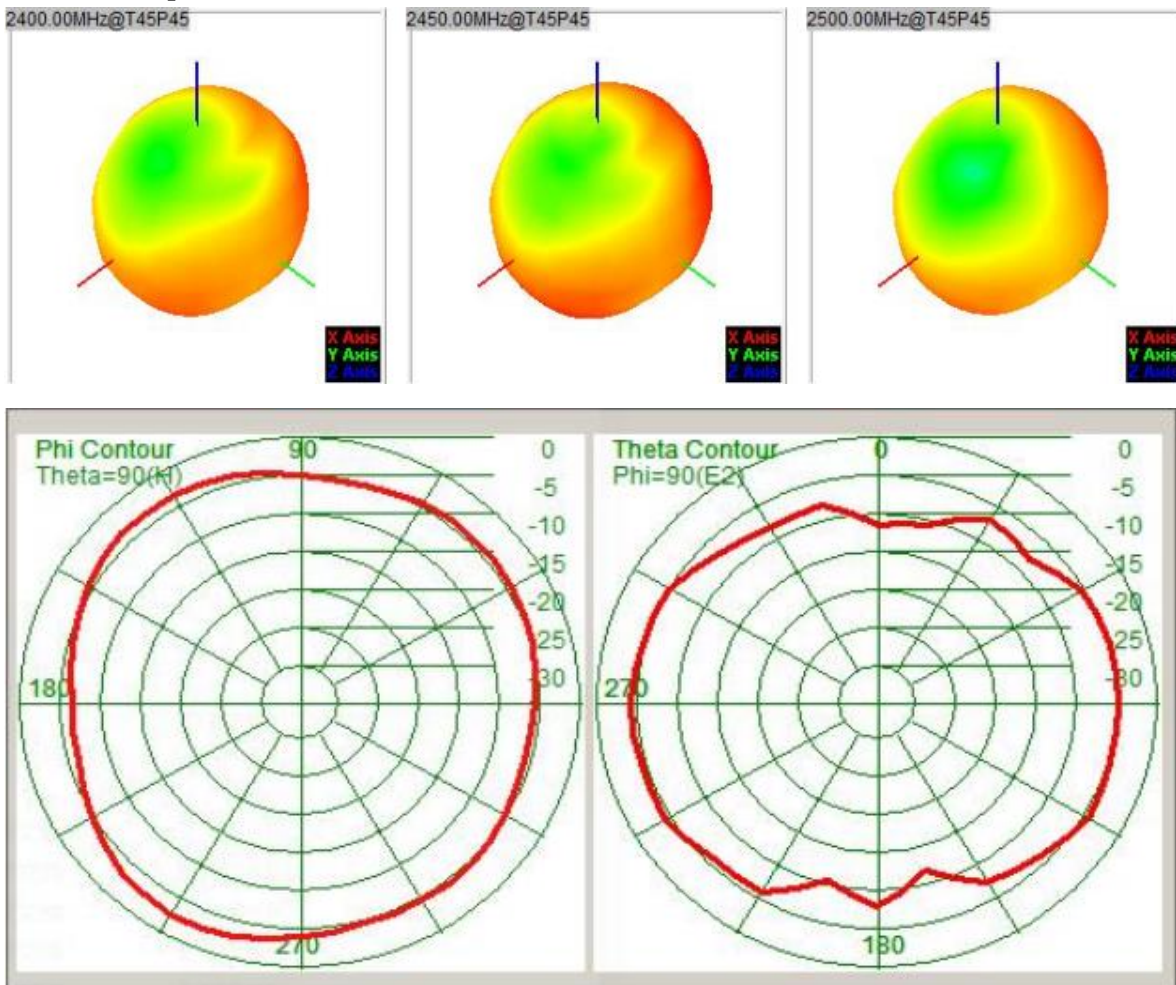 2400.00MHz@T45P45
2450.00MHz@T45P45
2500.00MHz@T45P45
X Axis
Y Axis
Z Axis
X Axis
Y Axis
Z Axis
X Axis
Y Axis
Z Axis
Phi Contour
Theta=90(H)
90
0
-5
-10
-15
-20
-25
-30
180
270
Theta Contour
Phi=90(E2)
0
0
-5
-10
-15
-20
-25
-30
270
180